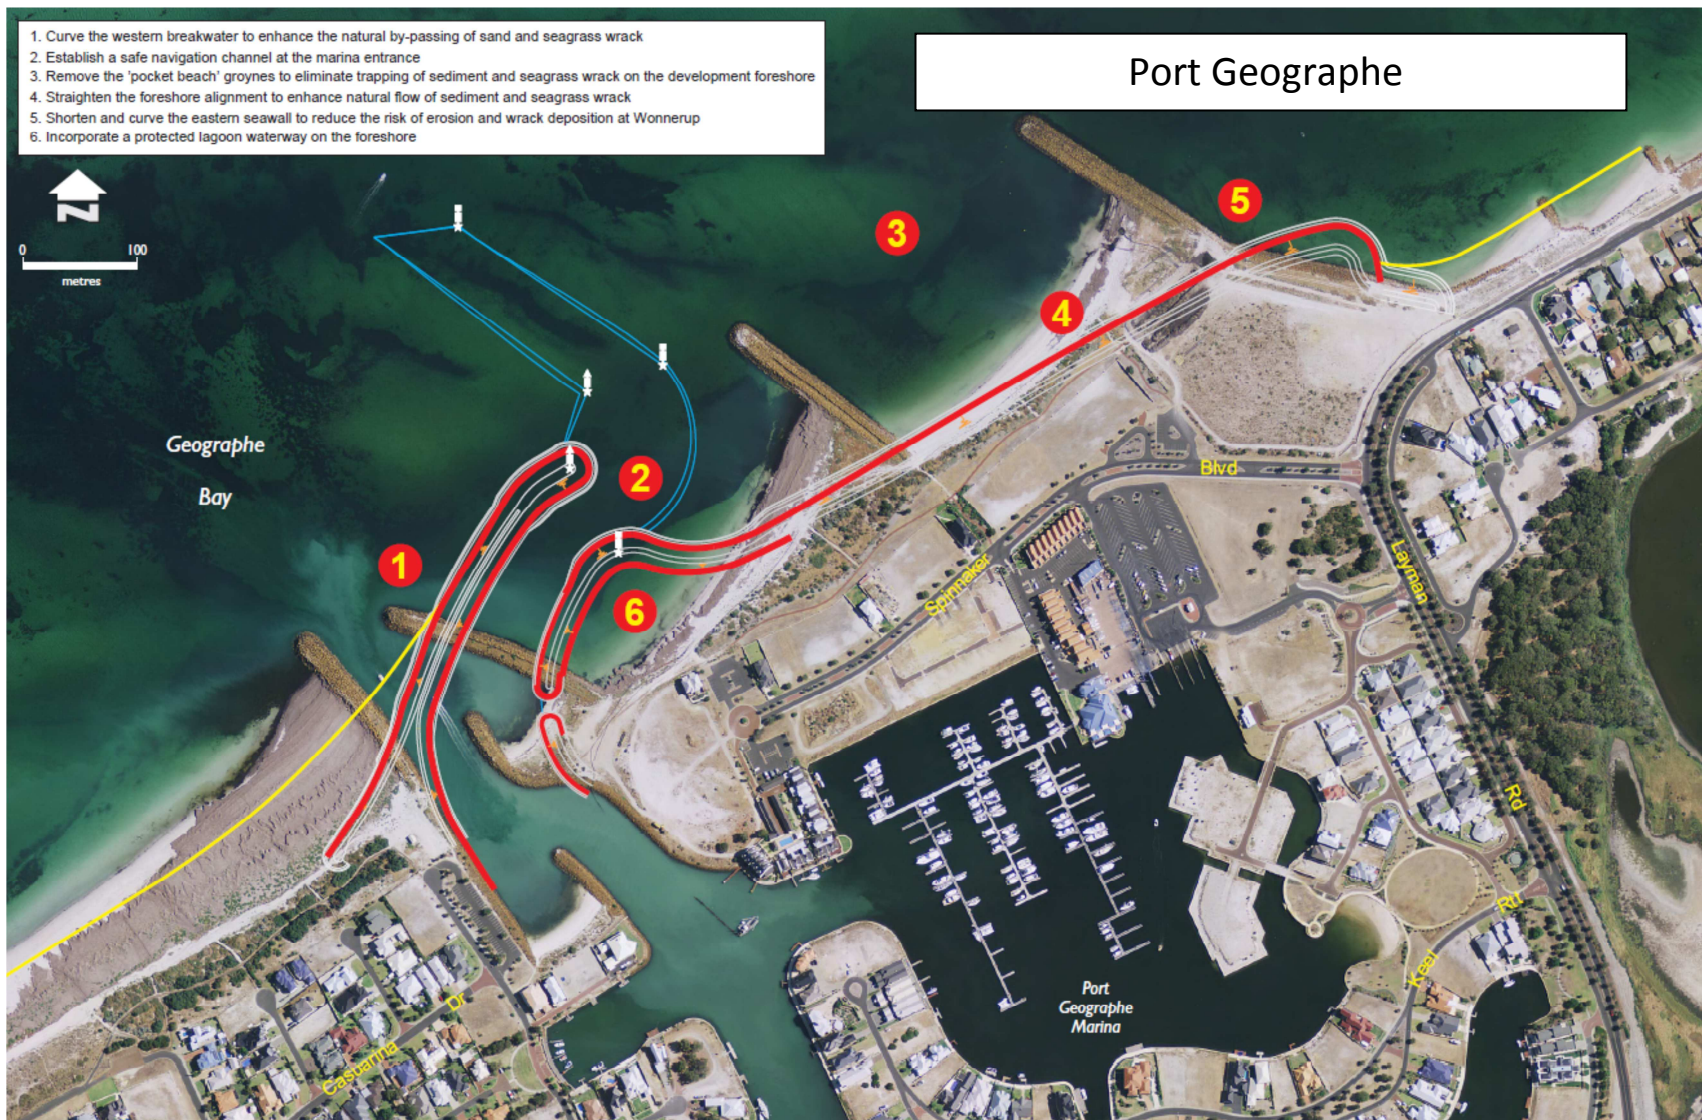 1. Curve the western breakwater to enhance the natural by-passing of sand and seagrass wrack
2. Establish a safe navigation channel at the marina entrance
3. Remove the 'pocket beach' groynes to eliminate trapping of sediment and seagrass wrack on the development foreshore
4. Straighten the foreshore alignment to enhance natural flow of sediment and seagrass wrack
5. Shorten and curve the eastern seawall to reduce the risk of erosion and wrack deposition at Wonnerup
6. Incorporate a protected lagoon waterway on the foreshore
Port Geographe
N
0 100
metres
5
3
4
Geographe
Bay
2
Blvd
1
Layman
Spinnaker
6
Rd
Rtt
Keel
Port
Geographe
Marina
Dr
Casuarina